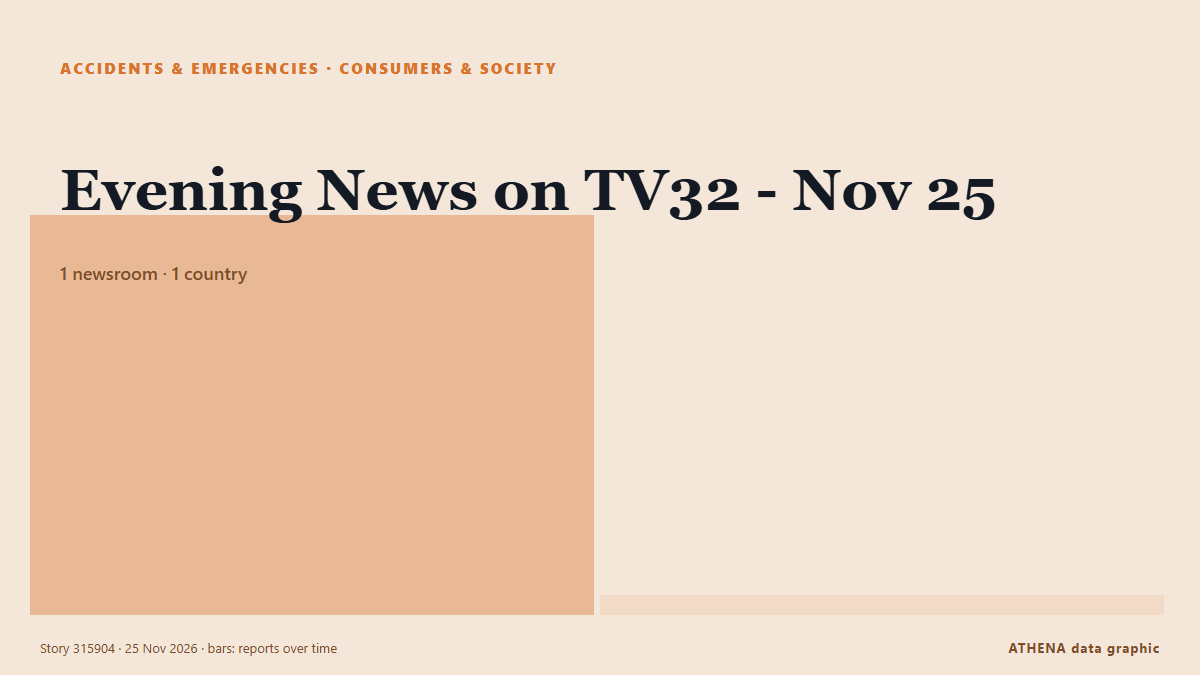 ACCIDENTS & EMERGENCIES · CONSUMERS & SOCIETY
Evening News on TV32 - Nov 25
1 newsroom · 1 country
Story 315904 · 25 Nov 2026 · bars: reports over time
ATHENA data graphic